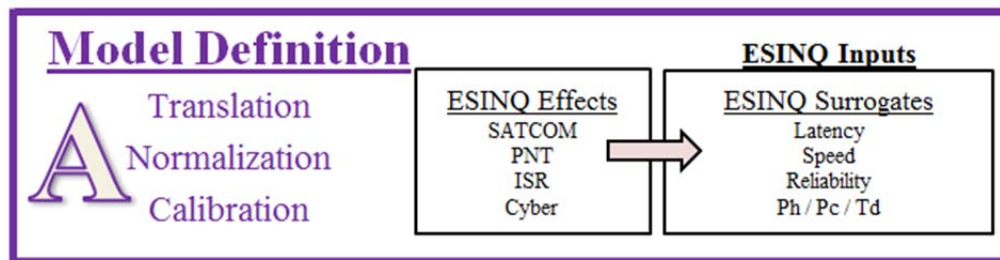 Model Definition
A
Translation
Normalization
Calibration
ESINQ Effects
SATCOM
PNT
ISR
Cyber
ESINQ Inputs
ESINQ Surrogates
Latency
Speed
Reliability
Ph / Pc / Td